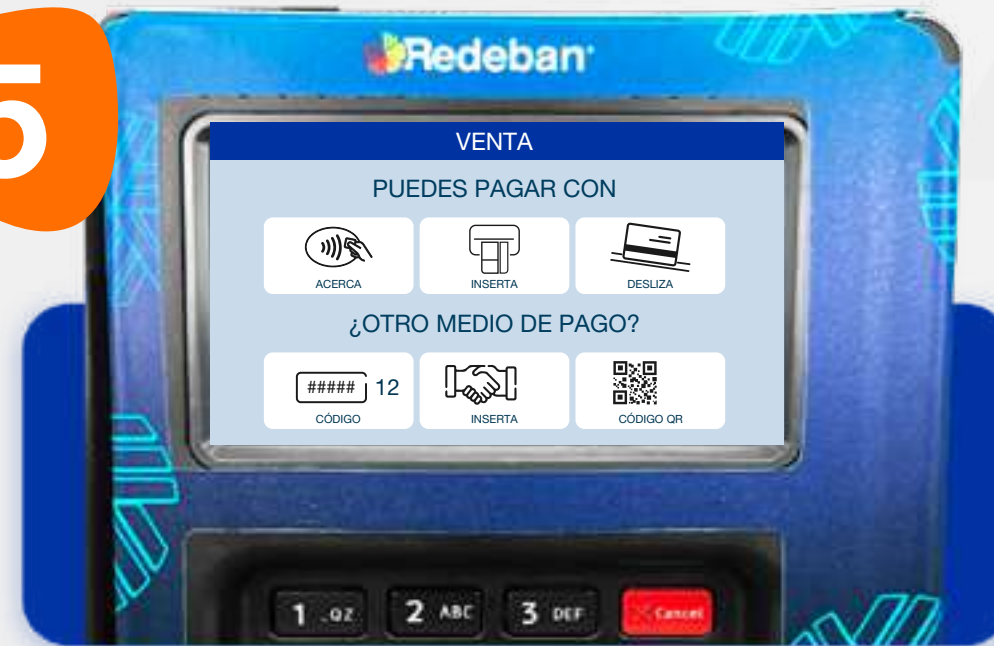 5
Redeban
VENTA
PUEDES PAGAR CON
ACERCA INSERTA DESLIZA
¿OTRO MEDIO DE PAGO?
##### 12
CÓDIGO INSERTA CÓDIGO QR
1 .QZ 2 ABC 3 DEF Cancel